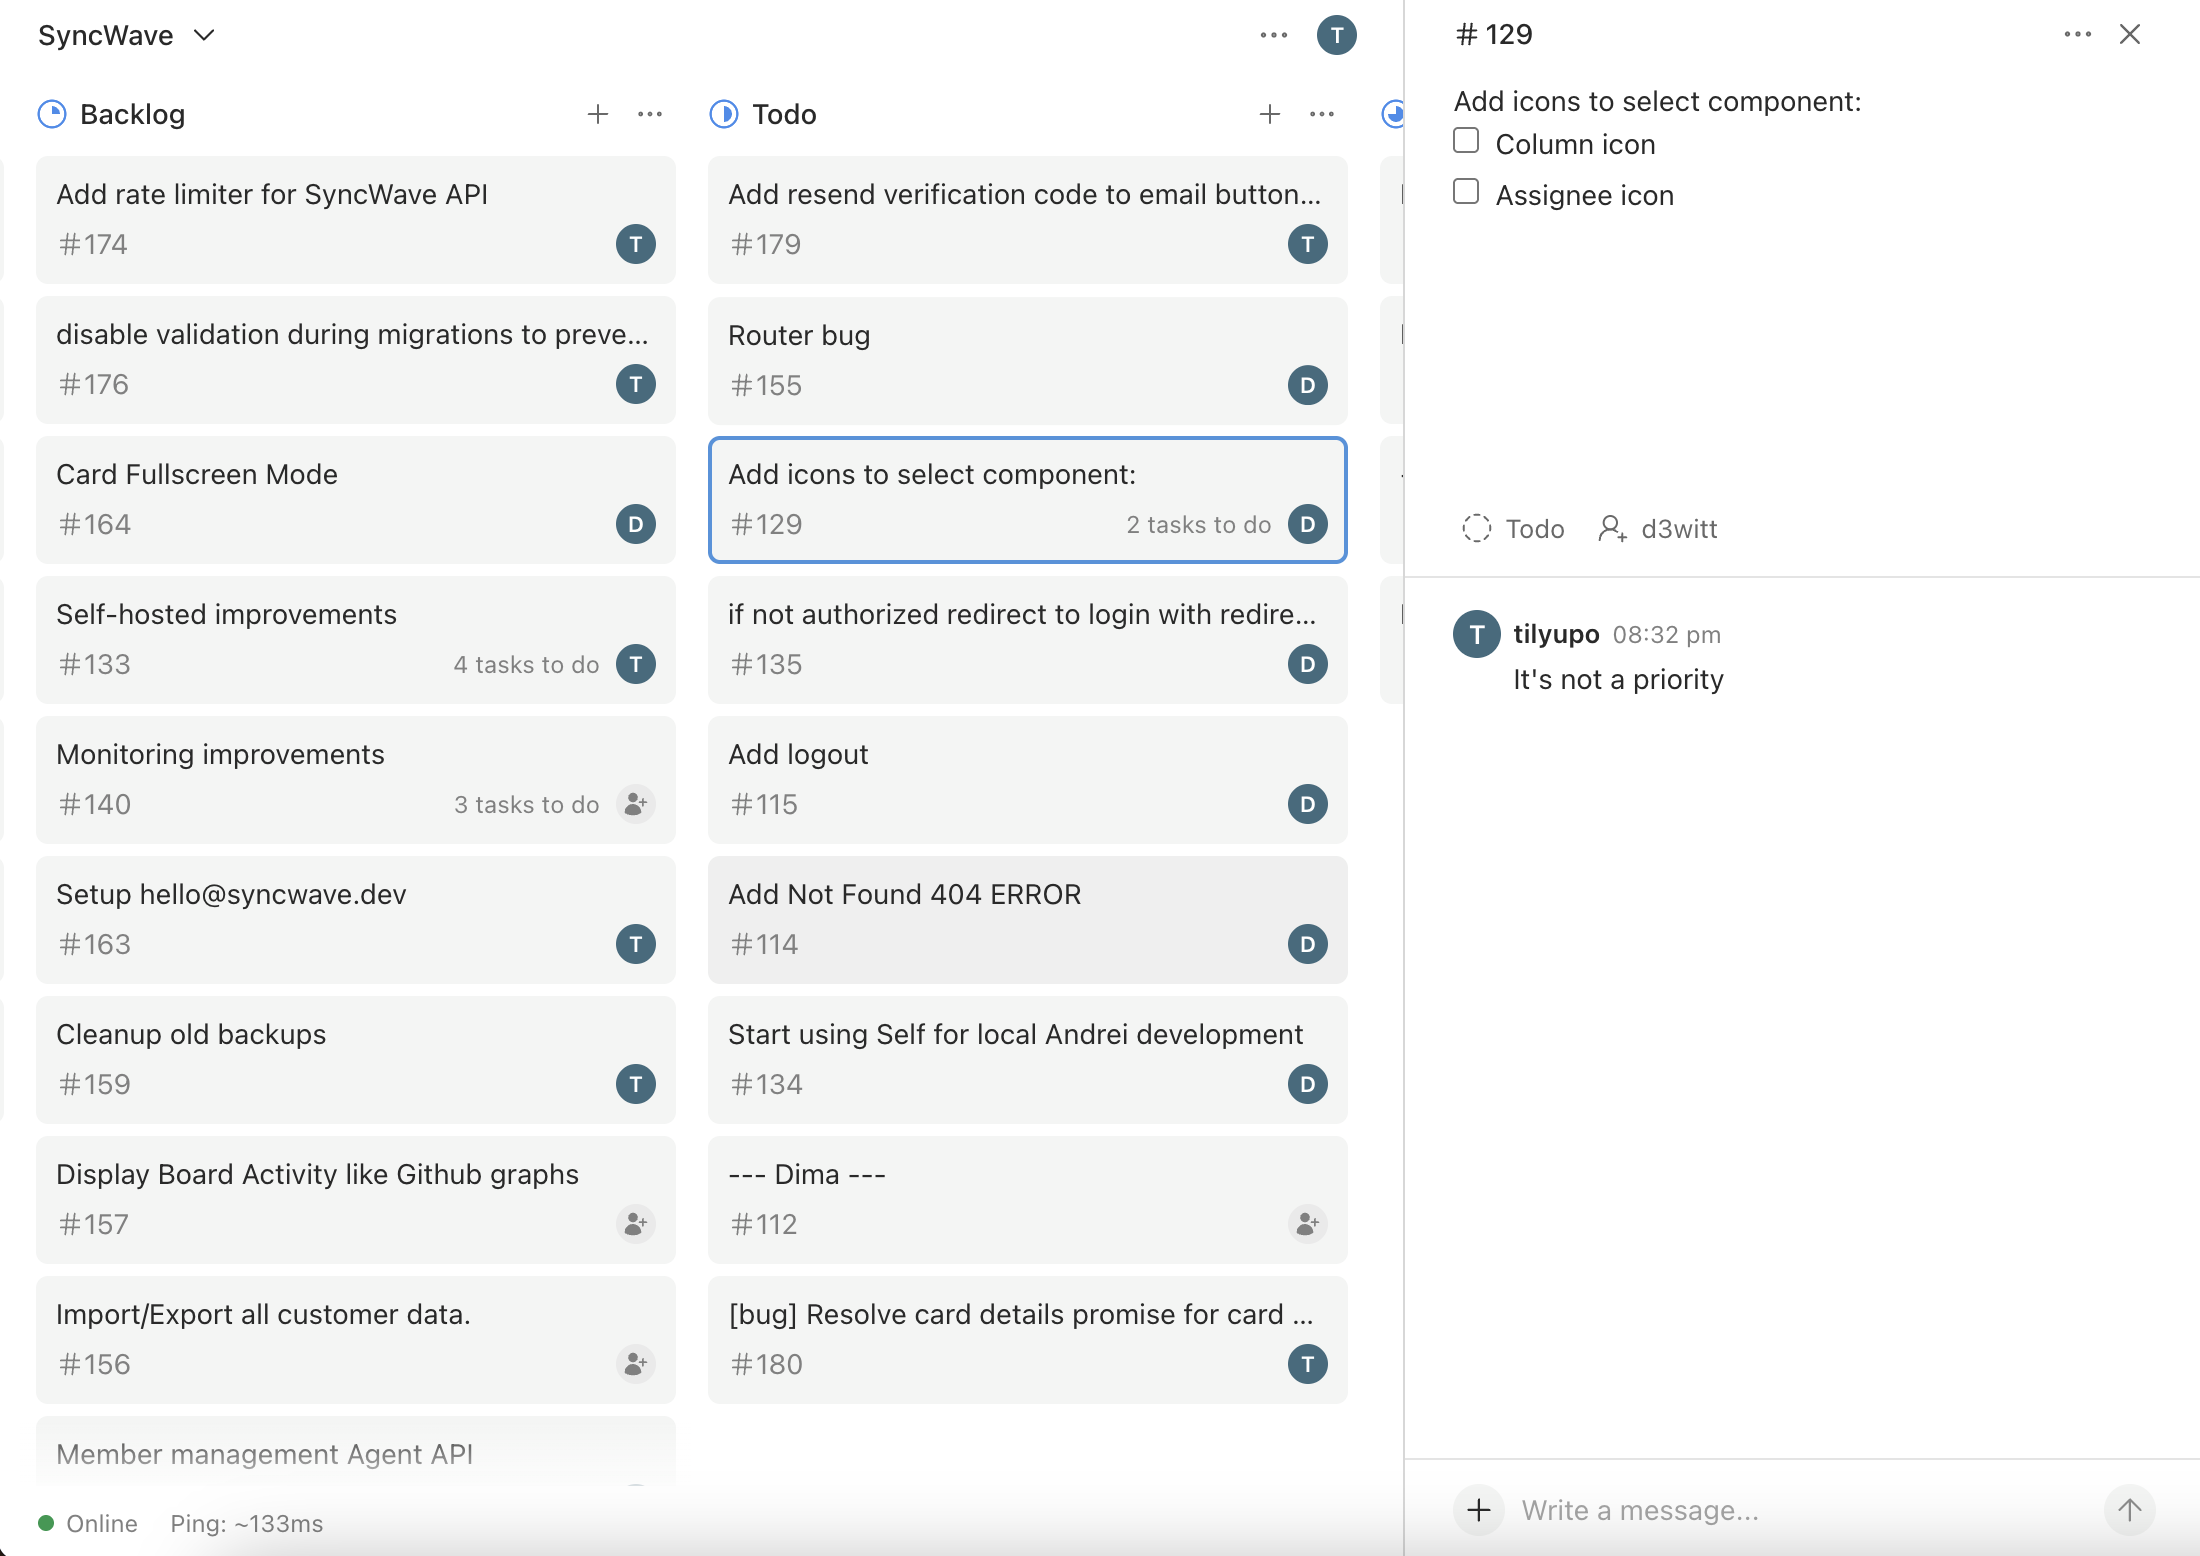 SyncWave
T
Backlog
Add rate limiter for SyncWave API
#174
T
disable validation during migrations to preve...
#176
T
Card Fullscreen Mode
#164
D
Self-hosted improvements
#133 4 tasks to do T
Monitoring improvements
#140 3 tasks to do
Setup hello@syncwave.dev
#163
T
Cleanup old backups
#159
T
Display Board Activity like Github graphs
#157
Import/Export all customer data.
#156
Member management Agent API
Todo
Add resend verification code to email button...
#179
T
Router bug
#155
D
Add icons to select component:
#129 2 tasks to do D
if not authorized redirect to login with redire...
#135
D
Add logout
#115
D
Add Not Found 404 ERROR
#114
D
Start using Self for local Andrei development
#134
D
--- Dima ---
#112
[bug] Resolve card details promise for card ...
#180
T
Online Ping: ~133ms
# 129
Add icons to select component:
Column icon
Assignee icon
Todo d3witt
T tilyupo 08:32 pm
It's not a priority
Write a message...